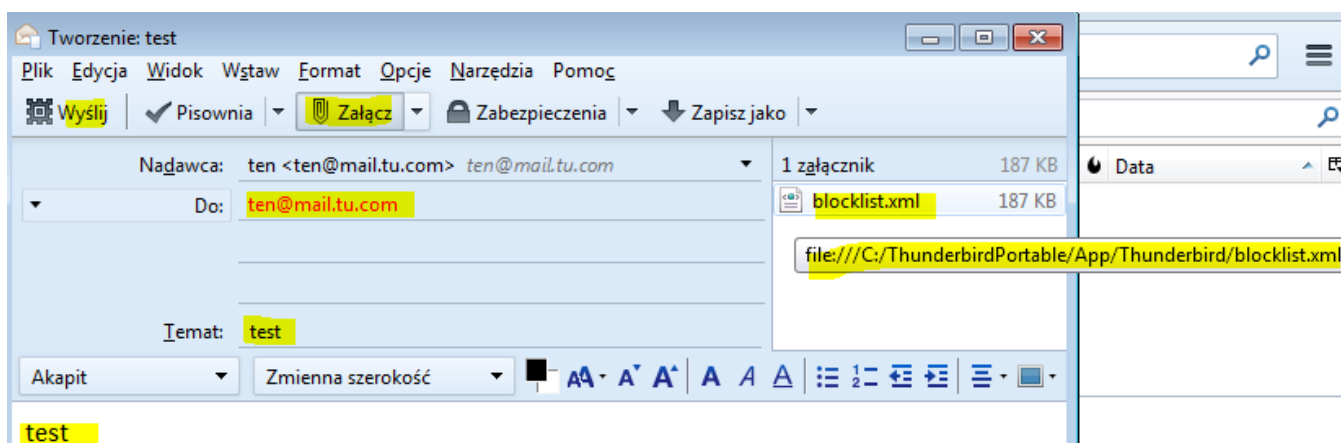 Tworzenie: test
Plik Edycja Widok Wstaw Format Opcje Narzędzia Pomoc
Wyślij Pisownia Załącz Zabezpieczenia Zapisz jako
Nadawca: ten <ten@mail.tu.com> ten@mail.tu.com
1 załącznik 187 KB
Data
Do: ten@mail.tu.com
blocklist.xml 187 KB
file:///C:/ThunderbirdPortable/App/Thunderbird/blocklist.xml
Temat: test
Akapit Zmienna szerokość
test